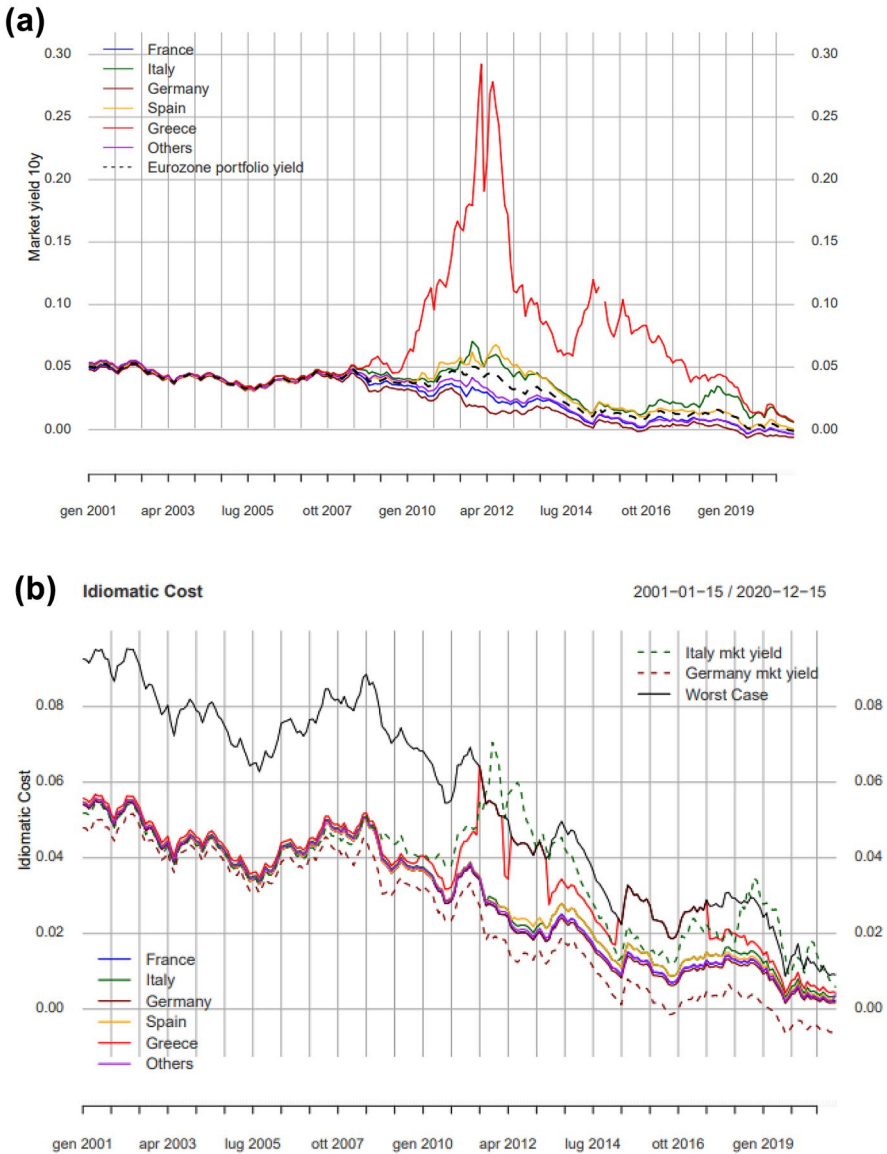 (a)
0.30
0.30
France
Italy
Germany
Spain
Greece
Others
Eurozone portfolio yield
0.25
0.25
0.20
0.20
Market yield 10y
0.15
0.15
0.10
0.10
0.05
0.05
0.00
0.00
gen 2001 apr 2003 lug 2005 ott 2007 gen 2010 apr 2012 lug 2014 ott 2016 gen 2019
(b)
Idiomatic Cost
2001-01-15 / 2020-12-15
Italy mkt yield
Germany mkt yield
Worst Case
0.08
0.08
0.06
0.06
Idiomatic Cost
0.04
0.04
0.02
0.02
0.00
0.00
France
Italy
Germany
Spain
Greece
Others
gen 2001 apr 2003 lug 2005 ott 2007 gen 2010 apr 2012 lug 2014 ott 2016 gen 2019